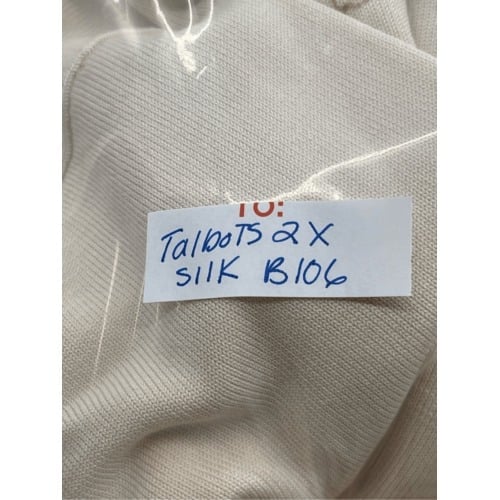 TO:
Talbots 2X
Silk B106